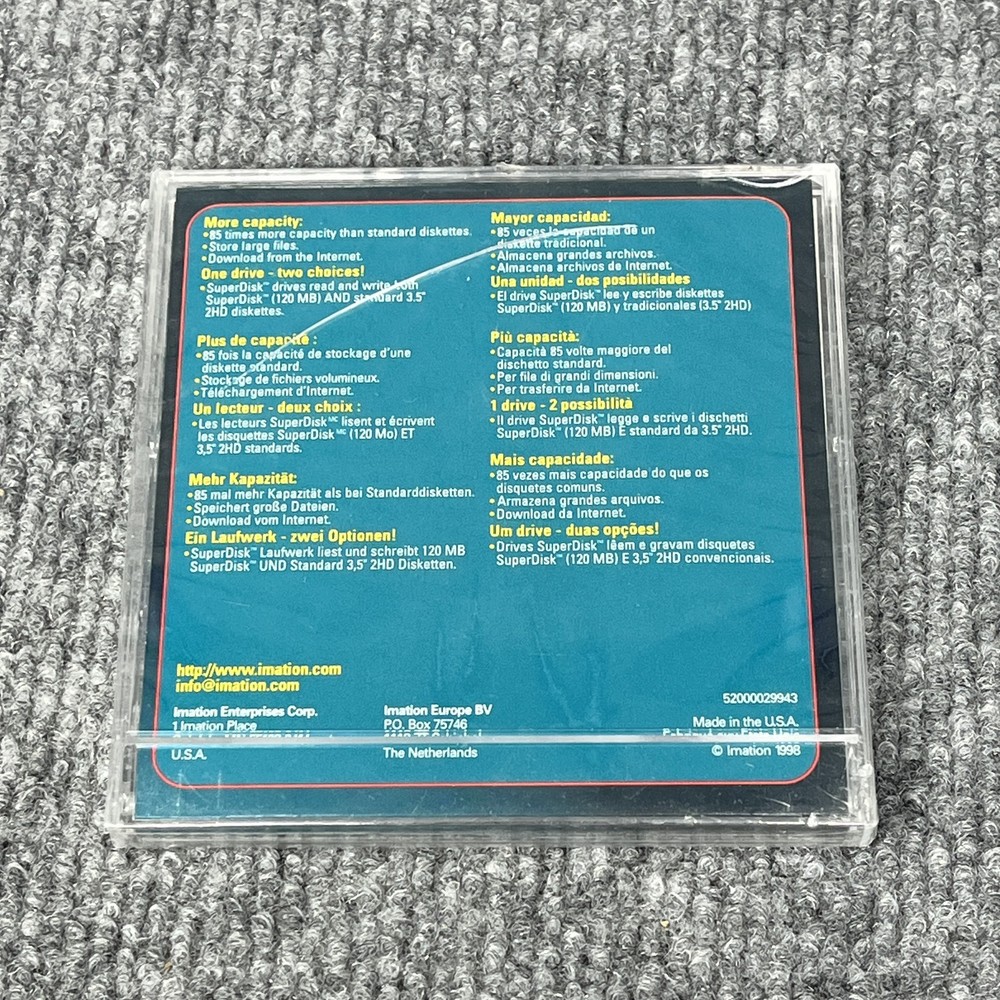 More capacity:
•85 times more capacity than standard diskettes.
•Store large files.
•Download from the Internet.
One drive - two choices!
•SuperDisk™ drives read and write both
SuperDisk™ (120 MB) AND standard 3.5"
2HD diskettes.
Plus de capacité :
•85 fois la capacité de stockage d'une
diskette standard.
•Stockage de fichiers volumineux.
•Téléchargement d'Internet.
Un lecteur - deux choix :
•Les lecteurs SuperDisk MC lisent et écrivent
les disquettes SuperDisk MC (120 Mo) ET
3,5" 2HD standards.
Mehr Kapazität:
•85 mal mehr Kapazität als bei Standarddisketten.
•Speichert große Dateien.
•Download vom Internet.
Ein Laufwerk - zwei Optionen!
•SuperDisk™ Laufwerk liest und schreibt 120 MB
SuperDisk™ UND Standard 3,5" 2HD Disketten.
Mayor capacidad:
•85 veces la capacidad de un
diskette tradicional.
•Almacena grandes archivos.
•Almacena archivos de Internet.
Una unidad - dos posibilidades
•El drive SuperDisk™ lee y escribe diskettes
SuperDisk™ (120 MB) y tradicionales (3.5" 2HD)
Più capacità:
•Capacità 85 volte maggiore del
dischetto standard.
•Per file di grandi dimensioni.
•Per trasferire da Internet.
1 drive - 2 possibilità
•Il drive SuperDisk™ legge e scrive i dischetti
SuperDisk™ (120 MB) E standard da 3.5" 2HD.
Mais capacidade:
•85 vezes mais capacidade do que os
disquetes comuns.
•Armazena grandes arquivos.
•Download da Internet.
Um drive - duas opções!
•Drives SuperDisk™ lêem e gravam disquetes
SuperDisk™ (120 MB) E 3,5" 2HD convencionais.
http://www.imation.com
info@imation.com
Imation Enterprises Corp.
1 Imation Place
U.S.A.
Imation Europe BV
P.O. Box 75746
The Netherlands
52000029943
Made in the U.S.A.
© Imation 1998